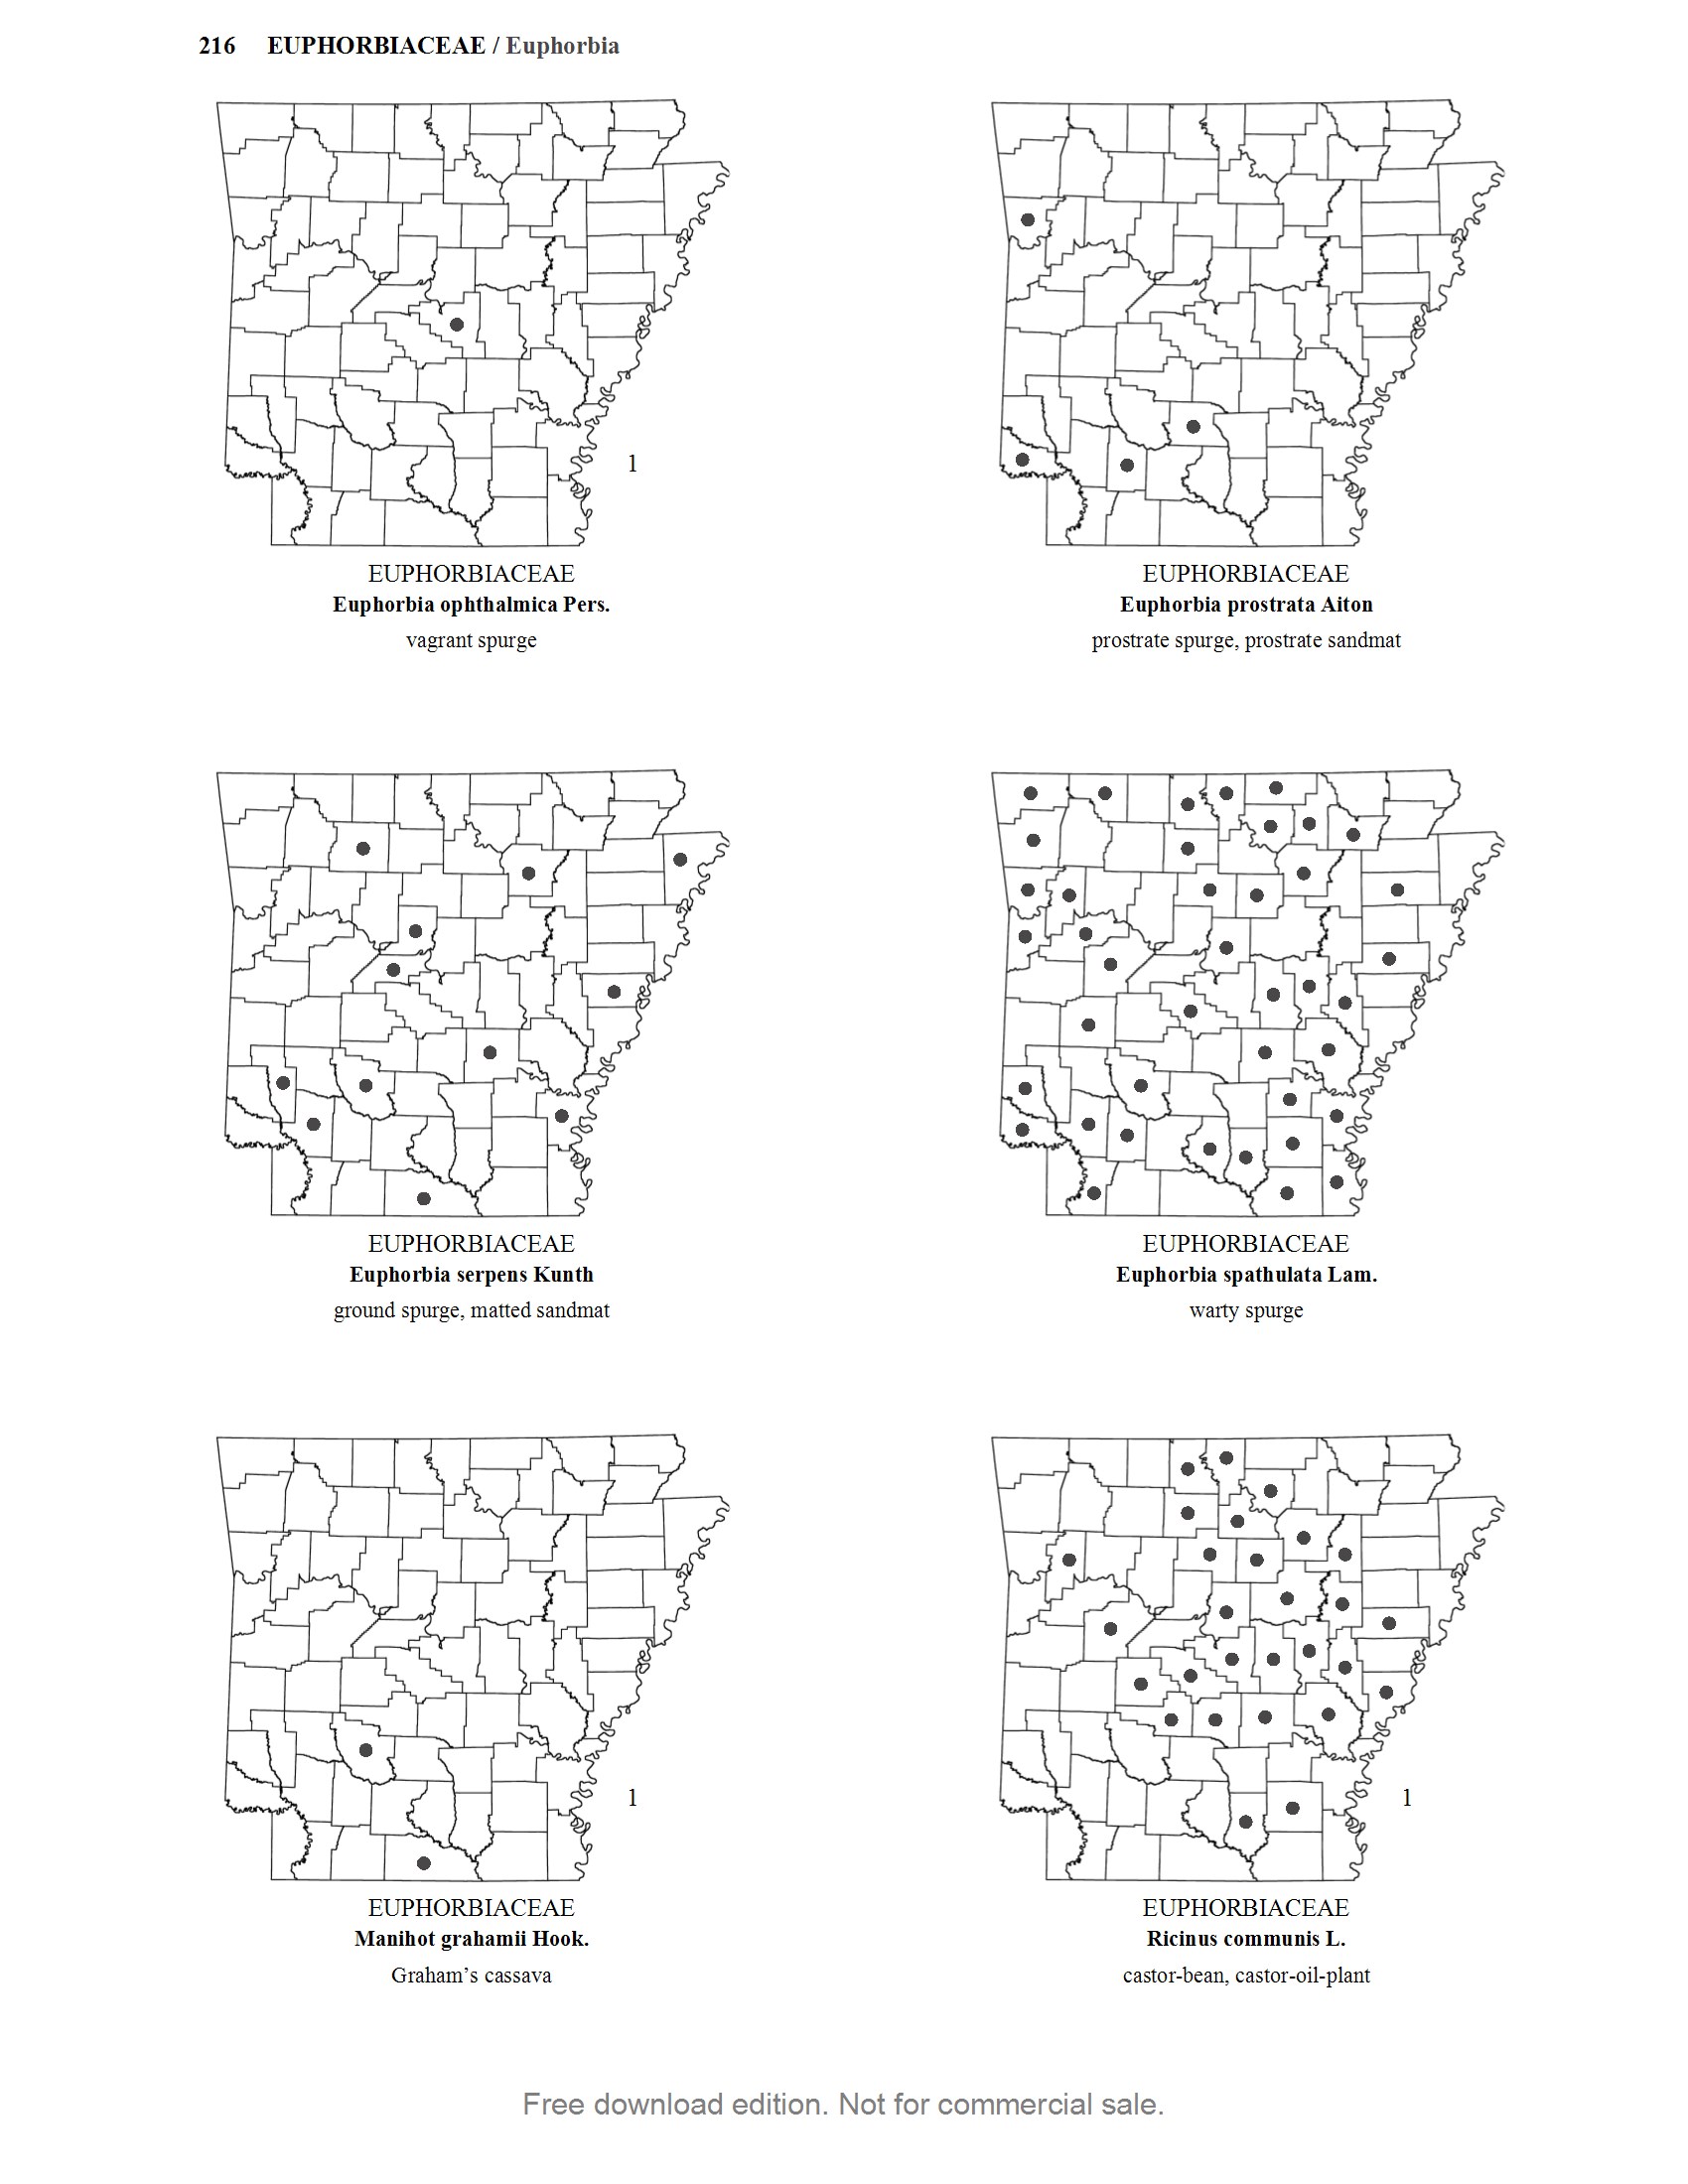 216 EUPHORBIACEAE / Euphorbia
1
EUPHORBIACEAE
Euphorbia ophthalmica Pers.
vagrant spurge
EUPHORBIACEAE
Euphorbia prostrata Aiton
prostrate spurge, prostrate sandmat
EUPHORBIACEAE
Euphorbia serpens Kunth
ground spurge, matted sandmat
EUPHORBIACEAE
Euphorbia spathulata Lam.
warty spurge
1
EUPHORBIACEAE
Manihot grahamii Hook.
Graham’s cassava
1
EUPHORBIACEAE
Ricinus communis L.
castor-bean, castor-oil-plant
Free download edition. Not for commercial sale.